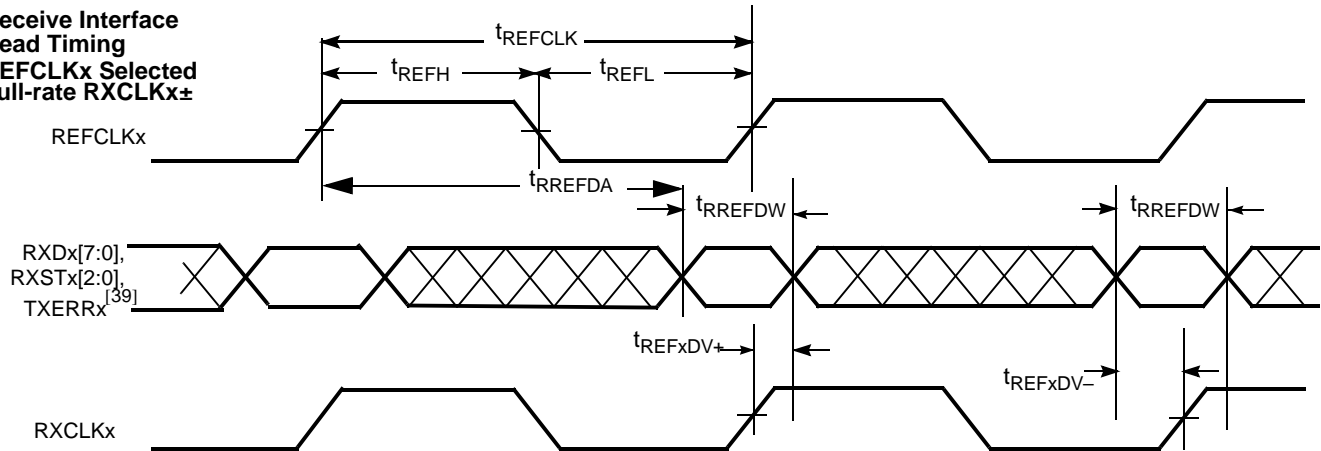 eceive Interface
ead Timing
EFCLKx Selected
ull-rate RXCLKx±
tREFCLK
tREFH
tREFL
REFCLKx
tRREFDA
tRREFDW
tRREFDW
RXDx[7:0],
RXSTx[2:0],
TXERRx[39]
tREFxDV+
tREFxDV–
RXCLKx